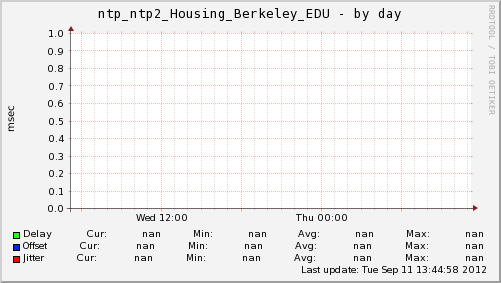 ntp_ntp2_Housing_Berkeley_EDU - by day
RRDTOOL / TOBI OETIKER
msec
1.0
0.9
0.8
0.7
0.6
0.5
0.4
0.3
0.2
0.1
0.0
Wed 12:00 Thu 00:00
Delay Cur: nan Min: nan Avg: nan Max: nan
Offset Cur: nan Min: nan Avg: nan Max: nan
Jitter Cur: nan Min: nan Avg: nan Max: nan
Last update: Tue Sep 11 13:44:58 2012